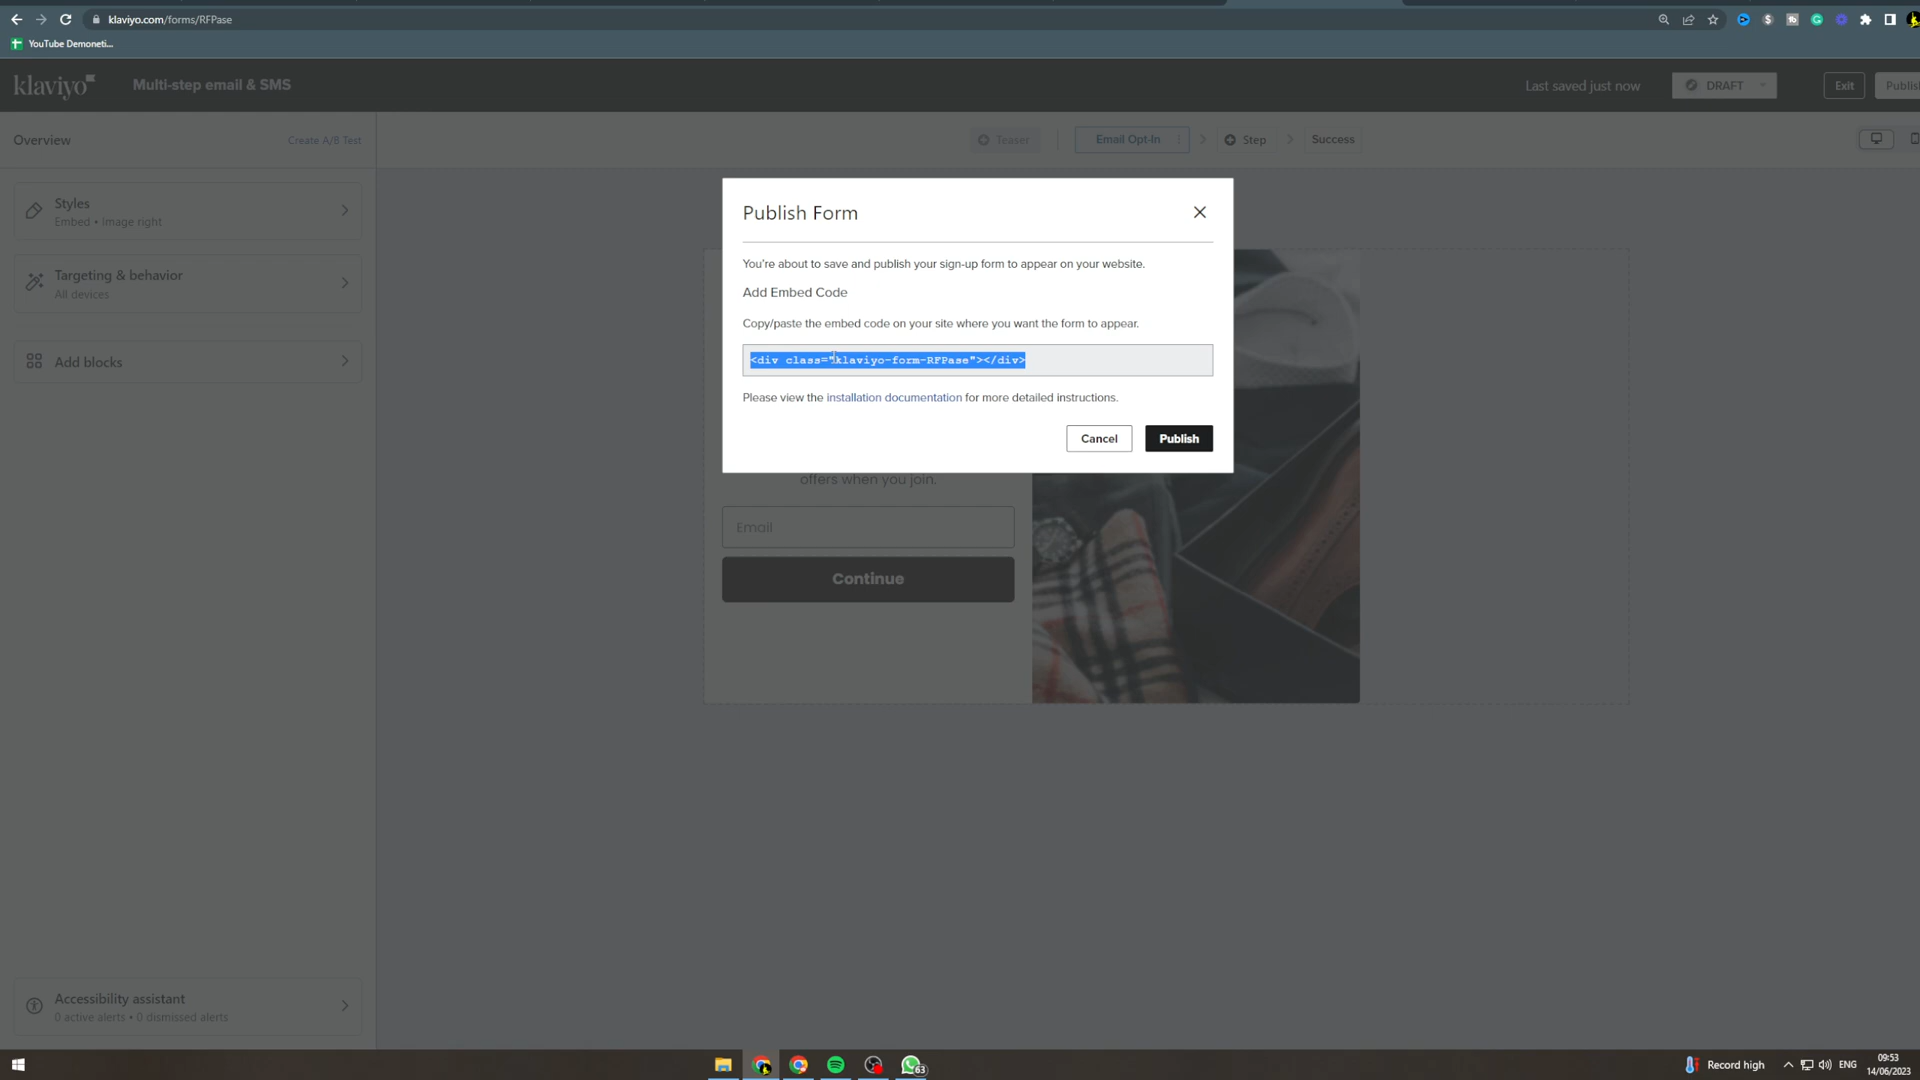 klaviyo.com/forms/RFPase
YouTube Demoneti...
klaviyo
Multi-step email & SMS
Last saved just now
DRAFT
Exit
Publish
Overview
Create A/B Test
Teaser
Email Opt-In
Step
Success
Styles
Embed • Image right
Targeting & behavior
All devices
Add blocks
Publish Form
You're about to save and publish your sign-up form to appear on your website.
Add Embed Code
Copy/paste the embed code on your site where you want the form to appear.
<div class="klaviyo-form-RFPase"></div>
Please view the installation documentation for more detailed instructions.
Cancel
Publish
offers when you join.
Email
Continue
Accessibility assistant
0 active alerts • 0 dismissed alerts
63
Record high
ENG
09:53
14/06/2023